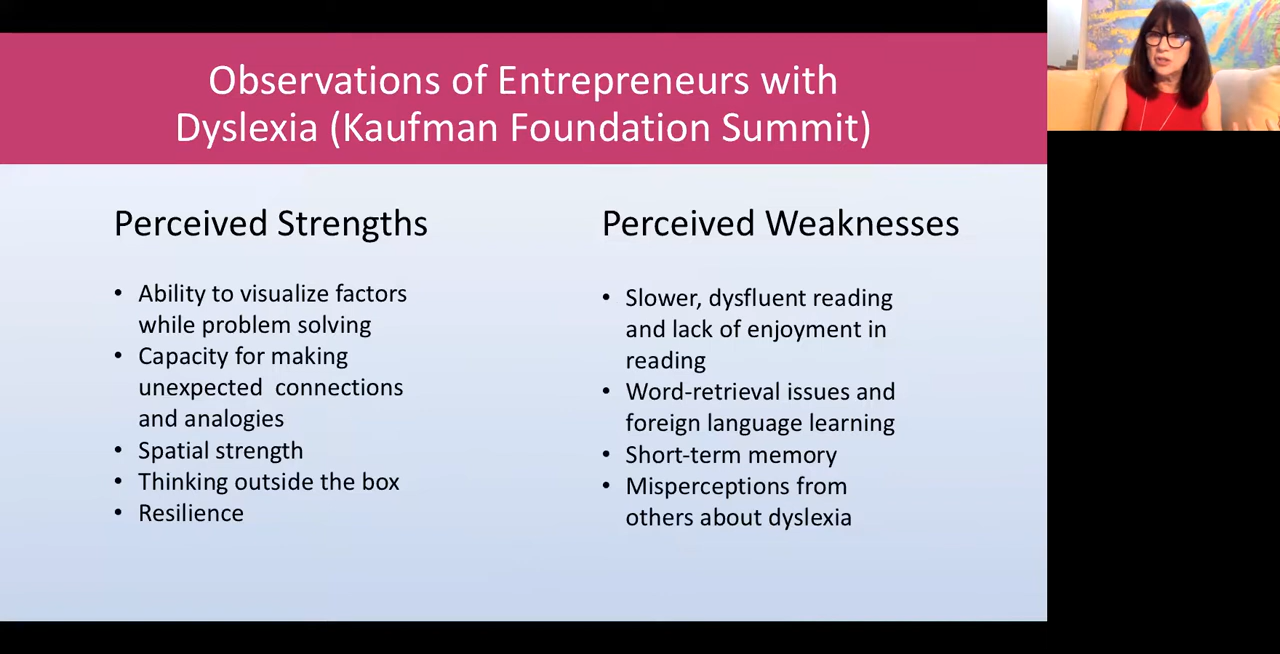 Observations of Entrepreneurs with
Dyslexia (Kaufman Foundation Summit)
Perceived Strengths
• Ability to visualize factors
while problem solving
• Capacity for making
unexpected  connections
and analogies
• Spatial strength
• Thinking outside the box
• Resilience
Perceived Weaknesses
• Slower, dysfluent reading
and lack of enjoyment in
reading
• Word-retrieval issues and
foreign language learning
• Short-term memory
• Misperceptions from
others about dyslexia